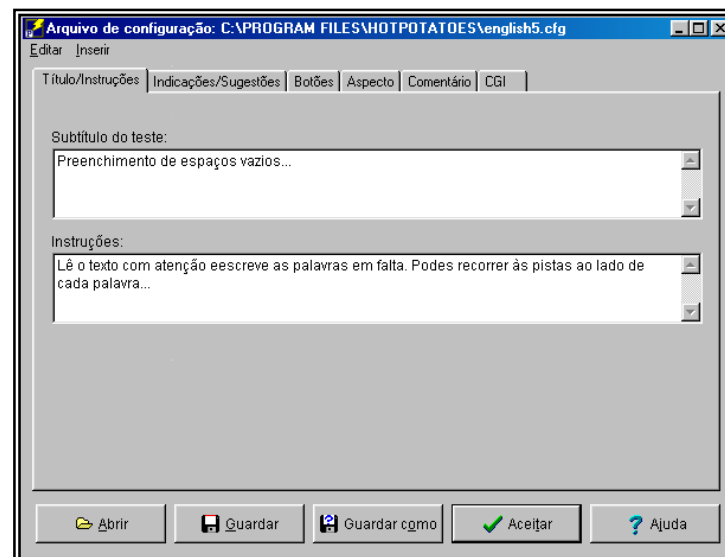 Arquivo de configuração: C:\PROGRAM FILES\HOTPOTATOES\english5.cfg
Editar Inserir
Título/Instruções Indicações/Sugestões Botões Aspecto Comentário CGI
Subtítulo do teste:
Preenchimento de espaços vazios...
Instruções:
Lê o texto com atenção eescreve as palavras em falta. Podes recorrer às pistas ao lado de
cada palavra...
Abrir Guardar Guardar como Aceitar Ajuda